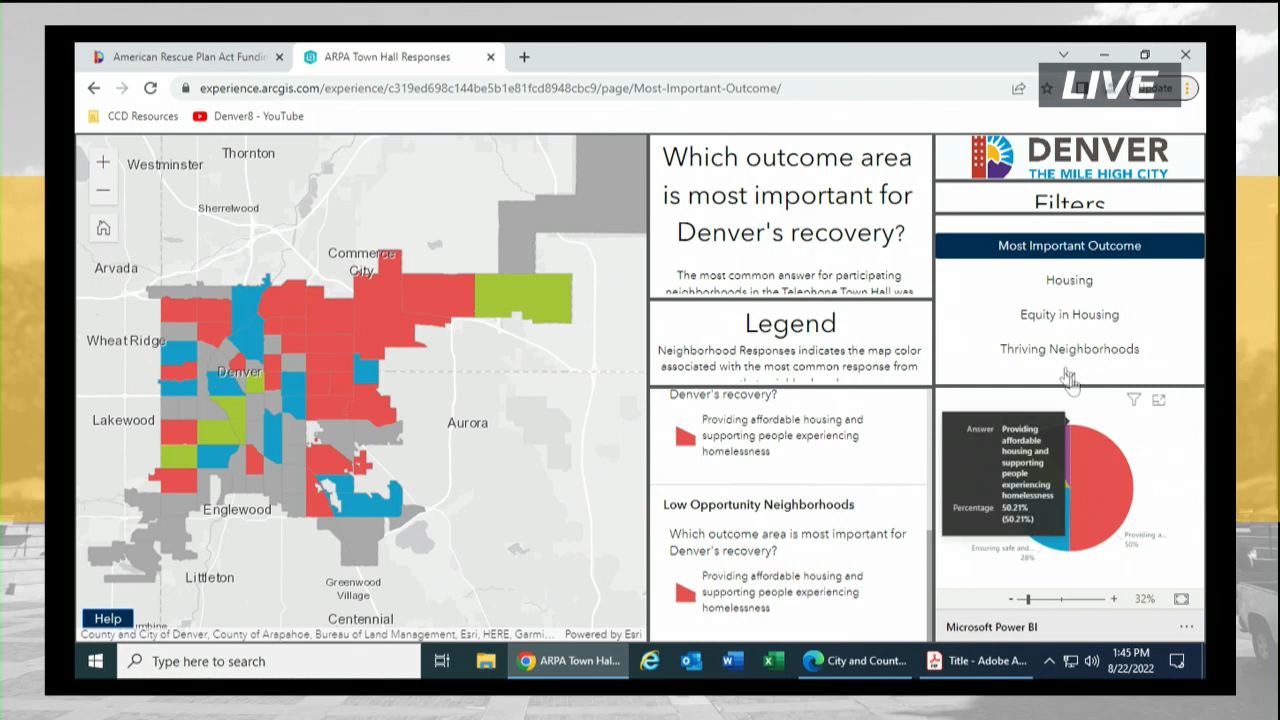 American Rescue Plan Act Fundin
ARPA Town Hall Responses
LIVE
experience.arcgis.com/experience/c319ed698c144be5b1e81fcd8948cbc9/page/Most-Important-Outcome/
Update
CCD Resources
Denver8 - YouTube
Westminster
Thornton
Sherrelwood
Arvada
Commerce
City
Wheat Ridge
Denver
Lakewood
Aurora
Englewood
Littleton
Greenwood
Village
Centennial
Help
County and City of Denver, County of Arapahoe, Bureau of Land Management, Esri, HERE, Garmi...
Powered by Esri
Which outcome area
is most important for
Denver's recovery?
The most common answer for participating
neighborhoods in the Telephone Town Hall was
Legend
Neighborhood Responses indicates the map color
associated with the most common response from
Denver's recovery?
Providing affordable housing and
supporting people experiencing
homelessness
Low Opportunity Neighborhoods
Which outcome area is most important for
Denver's recovery?
Providing affordable housing and
supporting people experiencing
homelessness
DENVER
THE MILE HIGH CITY
Filters
Most Important Outcome
Housing
Equity in Housing
Thriving Neighborhoods
Answer Providing
affordable
housing and
supporting
people
experiencing
homelessness
Percentage 50.21%
(50.21%)
Providing a...
50%
Ensuring safe and...
28%
- + 32%
Microsoft Power BI
Type here to search
ARPA Town Hal...
City and Count...
Title - Adobe A...
1:45 PM
8/22/2022